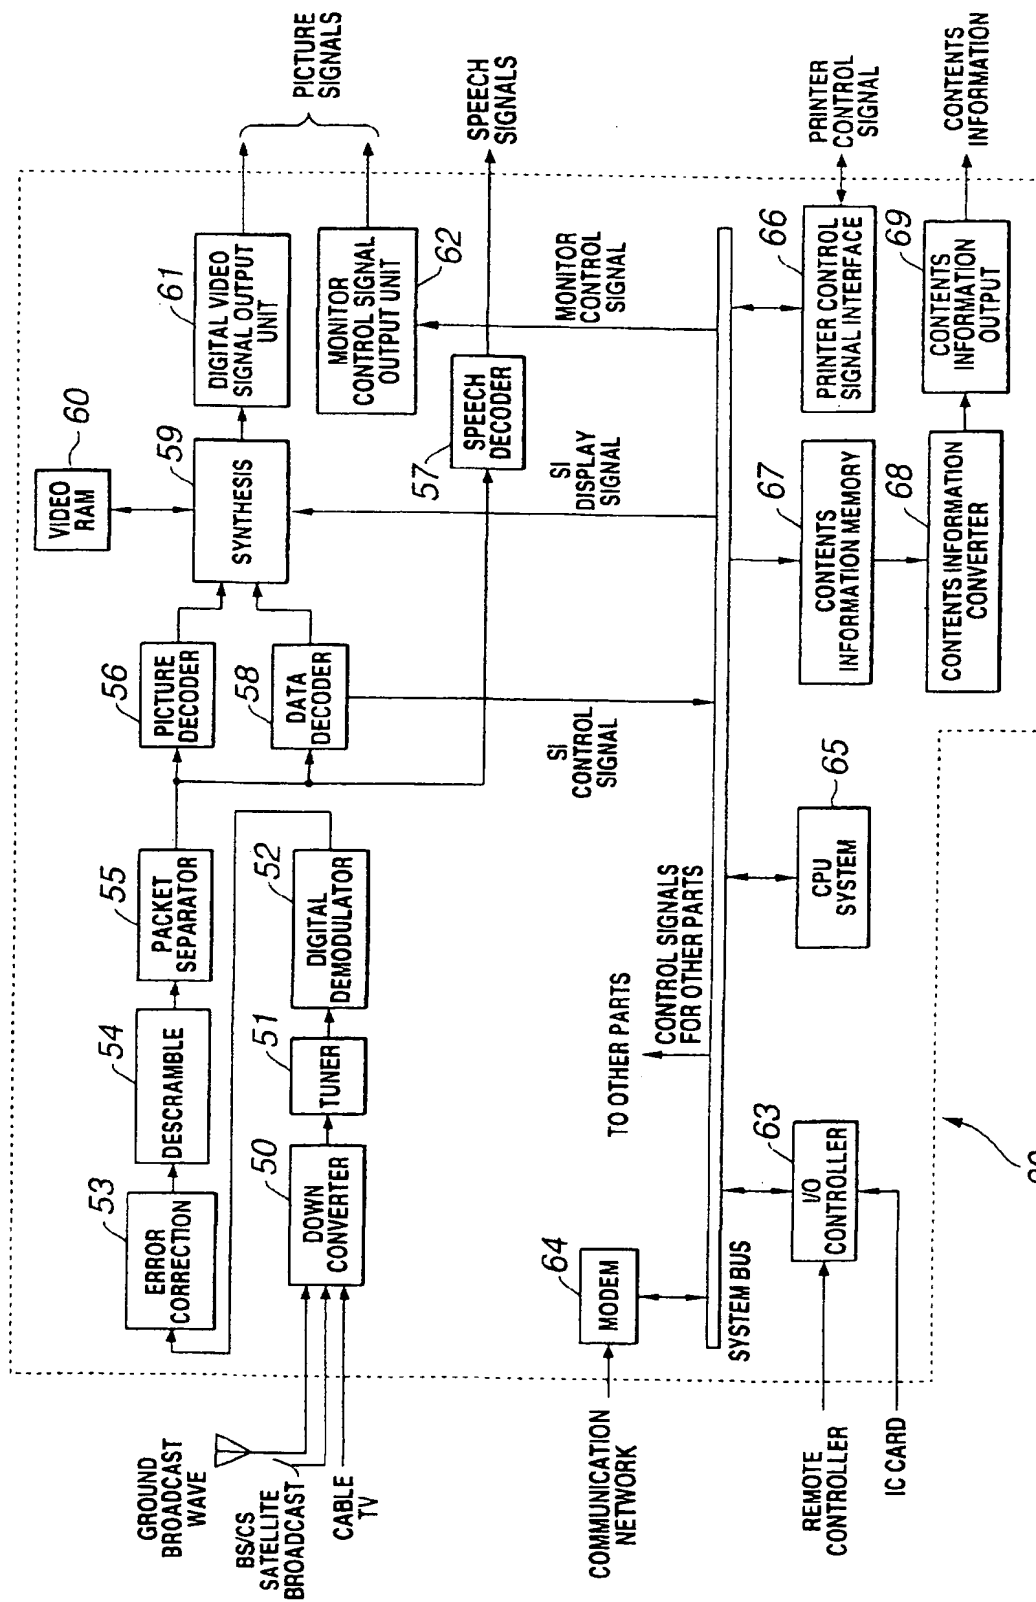 GROUND
BROADCAST
WAVE
BS/CS
SATELLITE
BROADCAST
CABLE
TV
53
ERROR
CORRECTION
54
DESCRAMBLE
55
PACKET
SEPARATOR
56
PICTURE
DECODER
60
VIDEO
RAM
59
SYNTHESIS
61
DIGITAL VIDEO
SIGNAL OUTPUT
UNIT
PICTURE
SIGNALS
50
DOWN
CONVERTER
51
TUNER
52
DIGITAL
DEMODULATOR
58
DATA
DECODER
MONITOR
CONTROL SIGNAL
OUTPUT UNIT
62
57
SPEECH
DECODER
SPEECH
SIGNALS
COMMUNICATION
NETWORK
64
MODEM
TO OTHER PARTS
CONTROL SIGNALS
FOR OTHER PARTS
SI
CONTROL
SIGNAL
SI
DISPLAY
SIGNAL
MONITOR
CONTROL
SIGNAL
SYSTEM BUS
REMOTE
CONTROLLER
IC CARD
63
I/O
CONTROLLER
65
CPU
SYSTEM
67
CONTENTS
INFORMATION MEMORY
66
PRINTER CONTROL
SIGNAL INTERFACE
PRINTER
CONTROL
SIGNAL
68
CONTENTS INFORMATION
CONVERTER
69
CONTENTS
INFORMATION
OUTPUT
CONTENTS
INFORMATION